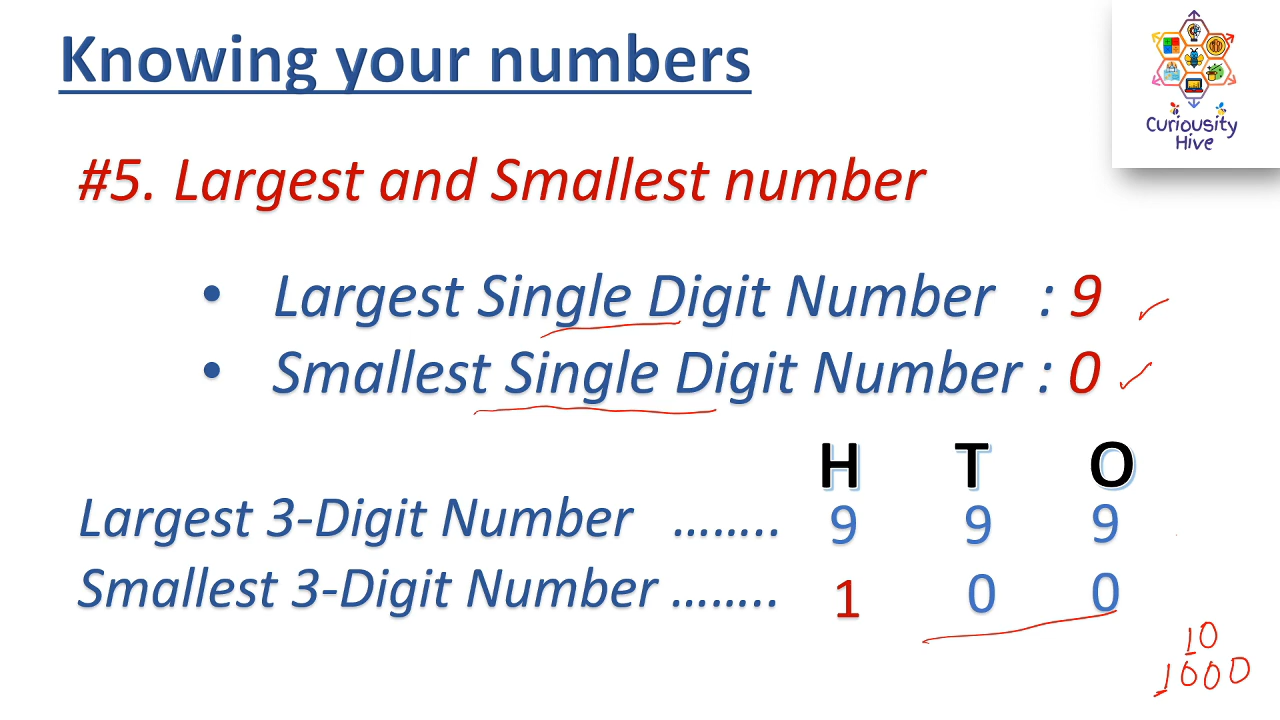 Knowing your numbers
Curiousity
Hive
#5. Largest and Smallest number
• Largest Single Digit Number : 9
• Smallest Single Digit Number : 0
H T O
Largest 3-Digit Number …….. 9 9 9
Smallest 3-Digit Number …….. 1 0 0
10
1000